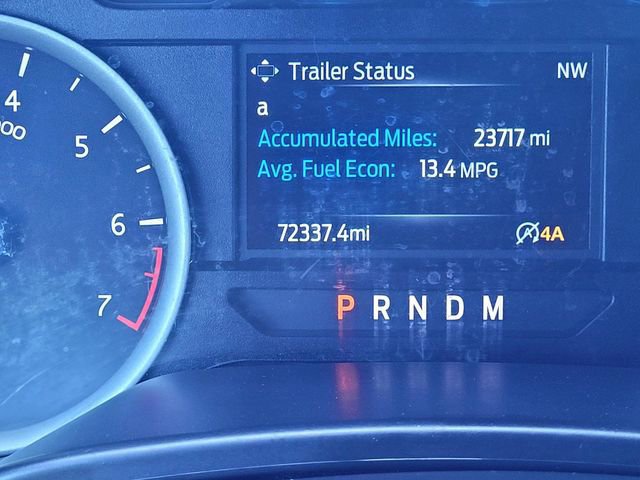 Trailer Status NW
a
Accumulated Miles: 23717 mi
Avg. Fuel Econ: 13.4 MPG
72337.4mi A 4A
P R N D M
4
5
6
7